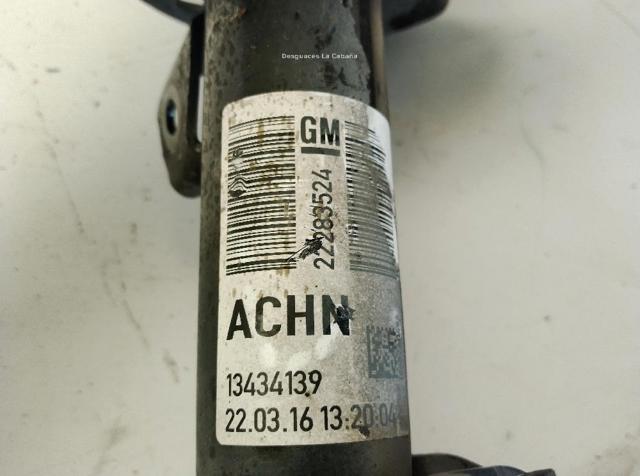 Desguaces La Cabaña
GM
22283524
ACHN
13434139
22.03.16 13:20:04